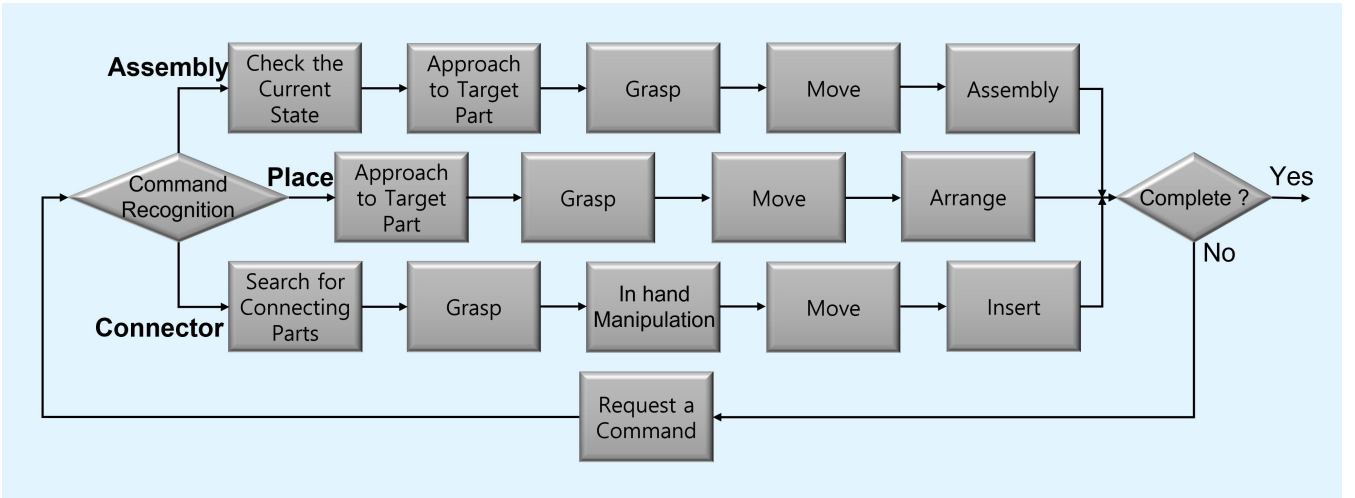 Assembly
Check the
Current
State
Approach
to Target
Part
Grasp
Move
Assembly
Command
Recognition
Place
Approach
to Target
Part
Grasp
Move
Arrange
Complete ?
Yes
No
Connector
Search for
Connecting
Parts
Grasp
In hand
Manipulation
Move
Insert
Request a
Command